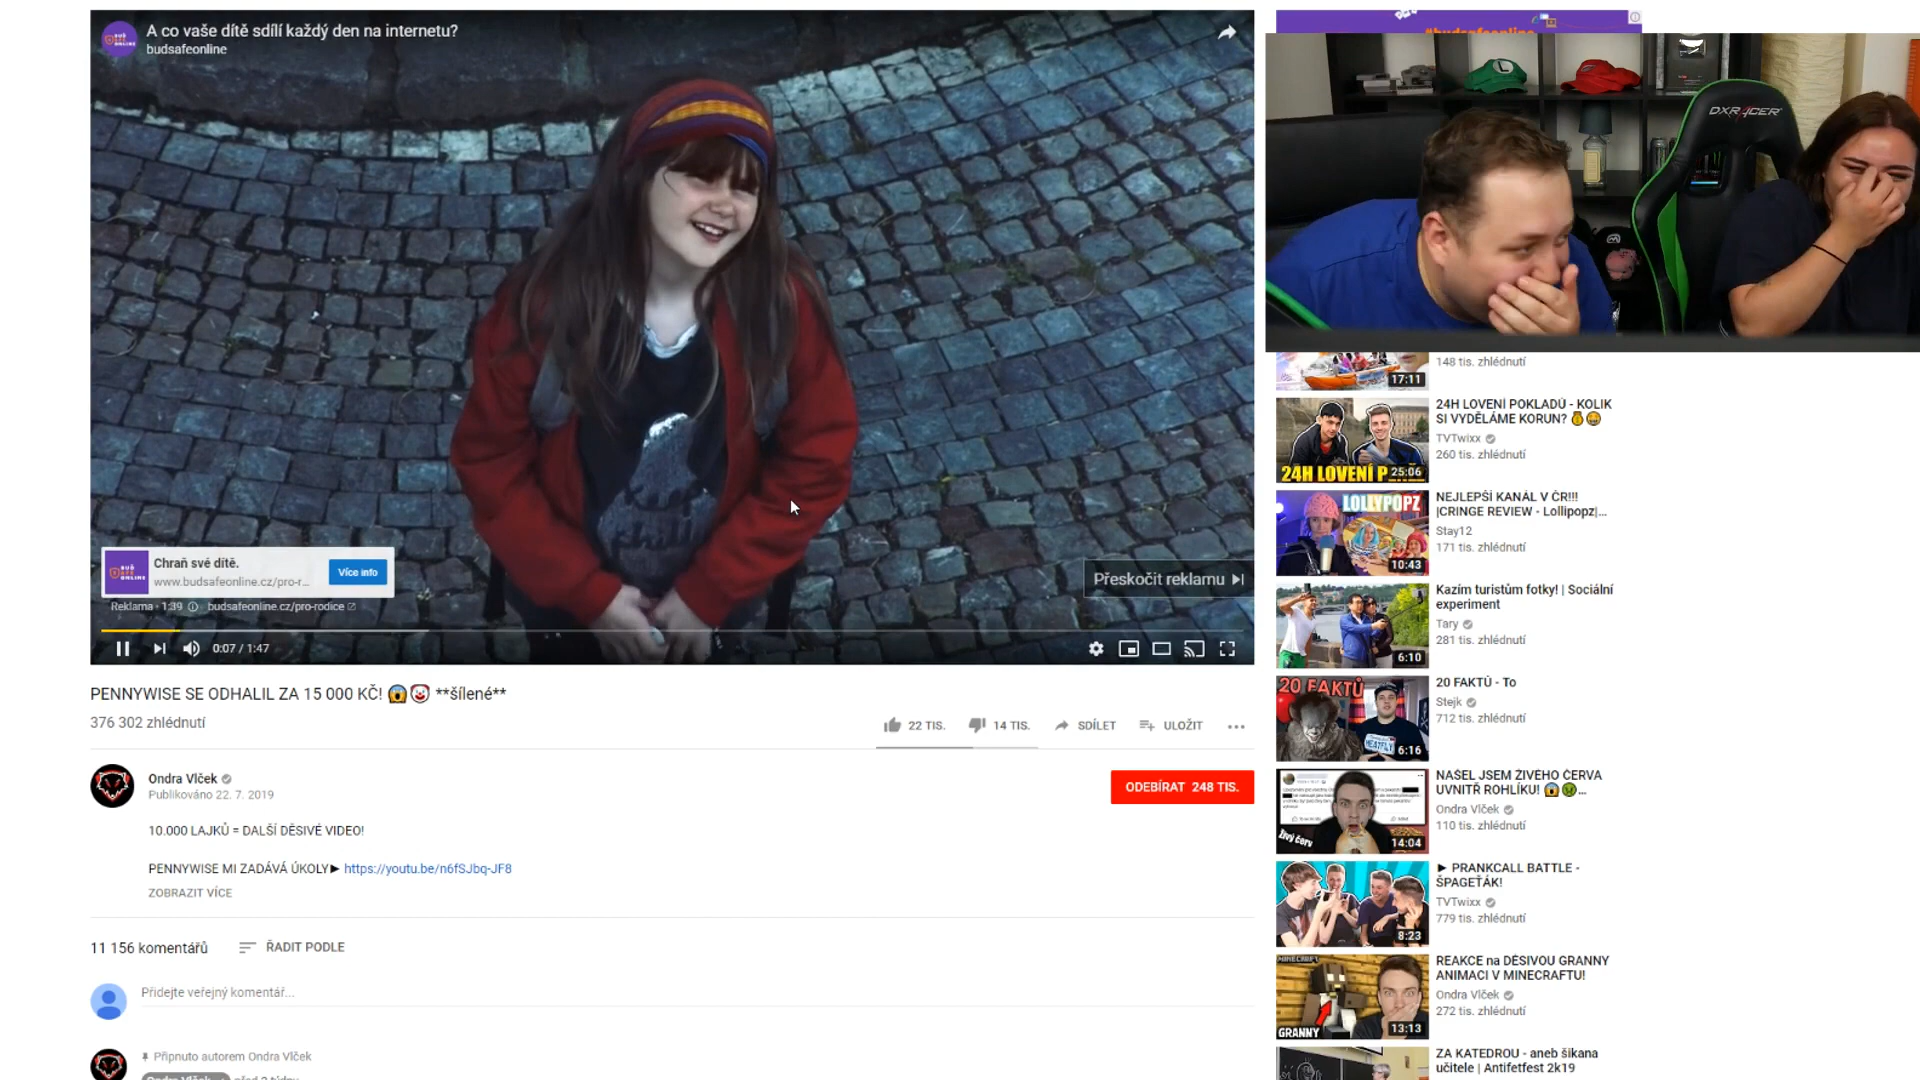 A co vaše dítě sdílí každý den na internetu?
budsafeonline
Chraň své dítě.
www.budsafeonline.cz/pro-r...
Více info
Reklama · 1:39 budsafeonline.cz/pro-rodice
Přeskočit reklamu
0:07 / 1:47
PENNYWISE SE ODHALIL ZA 15 000 KČ! 😱🤡 **šílené**
376 302 zhlédnutí
22 TIS.
14 TIS.
SDÍLET
ULOŽIT
Ondra Vlček
Publikováno 22. 7. 2019
ODEBÍRAT 248 TIS.
10.000 LAJKŮ = DALŠÍ DĚSIVÉ VIDEO!
PENNYWISE MI ZADÁVÁ ÚKOLY► https://youtu.be/n6fSJbq-JF8
ZOBRAZIT VÍCE
11 156 komentářů
ŘADIT PODLE
Přidejte veřejný komentář...
Připnuto autorem Ondra Vlček
DXRACER
17:11
148 tis. zhlédnutí
24H LOVENÍ P
25:06
24H LOVENÍ POKLADŮ - KOLIK
SI VYDĚLÁME KORUN? 💰🤑
TVTwixx
260 tis. zhlédnutí
LOLLYPOPZ
10:43
NEJLEPŠÍ KANÁL V ČR!!!
|CRINGE REVIEW - Lollipopz|...
Stay12
171 tis. zhlédnutí
6:10
Kazím turistům fotky! | Sociální
experiment
Tary
281 tis. zhlédnutí
20 FAKTŮ
6:16
20 FAKTŮ - To
Stejk
712 tis. zhlédnutí
živý červ
14:04
NAŠEL JSEM ŽIVÉHO ČERVA
UVNITŘ ROHLÍKU! 😱🤢...
Ondra Vlček
110 tis. zhlédnutí
8:23
► PRANKCALL BATTLE -
ŠPAGEŤÁK!
TVTwixx
779 tis. zhlédnutí
MINECRAFT
GRANNY
13:13
REAKCE na DĚSIVOU GRANNY
ANIMACI V MINECRAFTU!
Ondra Vlček
272 tis. zhlédnutí
ZA KATEDROU - aneb šikana
učitele | Antifetfest 2k19